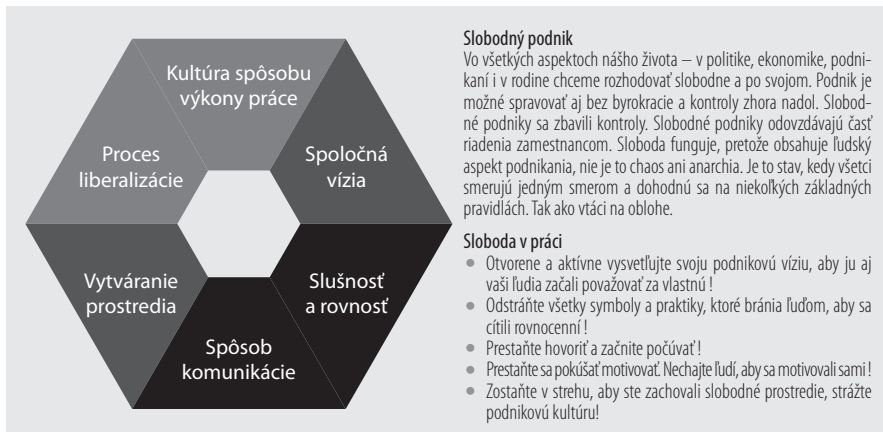 Kultúra spôsobu
výkony práce
Spoločná
vízia
Slušnosť
a rovnosť
Spôsob
komunikácie
Vytváranie
prostredia
Proces
liberalizácie
Slobodný podnik
Vo všetkých aspektoch nášho života – v politike, ekonomike, podni-
kaní i v rodine chceme rozhodovať slobodne a po svojom. Podnik je
možné spravovať aj bez byrokracie a kontroly zhora nadol. Slobod-
né podniky sa zbavili kontroly. Slobodné podniky odovzdávajú časť
riadenia zamestnancom. Sloboda funguje, pretože obsahuje ľudský
aspekt podnikania, nie je to chaos ani anarchia. Je to stav, kedy všetci
smerujú jedným smerom a dohodnú sa na niekoľkých základných
pravidlách. Tak ako vtáci na oblohe.
Sloboda v práci
• Otvorene a aktívne vysvetľujte svoju podnikovú víziu, aby ju aj
vaši ľudia začali považovať za vlastnú !
• Odstráňte všetky symboly a praktiky, ktoré bránia ľuďom, aby sa
cítili rovnocenní !
• Prestaňte hovoriť a začnite počúvať !
• Prestaňte sa pokúšať motivovať. Nechajte ľudí, aby sa motivovali sami !
• Zostaňte v strehu, aby ste zachovali slobodné prostredie, strážte
podnikovú kultúru!